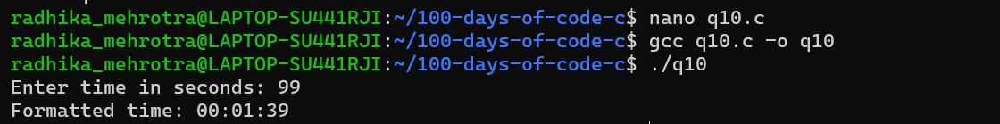 radhika_mehrotra@LAPTOP-SU441RJI:~/100-days-of-code-c$ nano q10.c
radhika_mehrotra@LAPTOP-SU441RJI:~/100-days-of-code-c$ gcc q10.c -o q10
radhika_mehrotra@LAPTOP-SU441RJI:~/100-days-of-code-c$ ./q10
Enter time in seconds: 99
Formatted time: 00:01:39